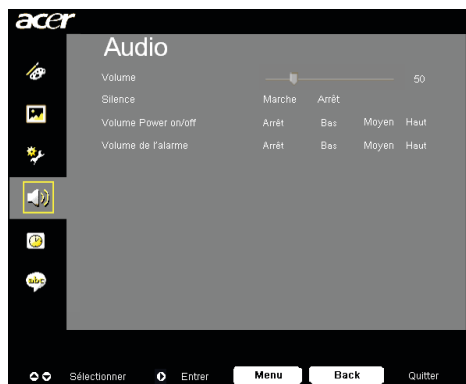 acer
Audio
Volume 50
Silence Marche Arrêt
Volume Power on/off Arrêt Bas Moyen Haut
Volume de l'alarme Arrêt Bas Moyen Haut
abc
Sélectionner Entrer Menu Back Quitter